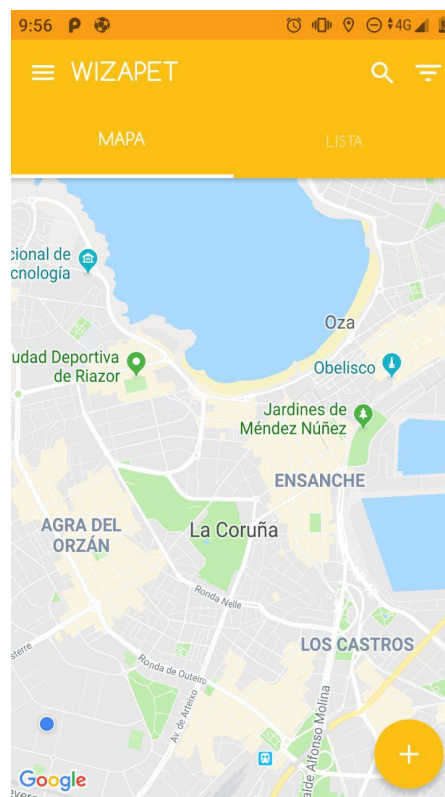 9:56
4G
WIZAPET
MAPA
LISTA
cional de
cnología
Oza
udad Deportiva
de Riazor
Obelisco
Jardines de
Méndez Núñez
ENSANCHE
AGRA DEL
ORZÁN
La Coruña
Ronda Nelle
LOS CASTROS
sterre
Ronda de Outeiro
Av. de Arteixo
alde Alfonso Molina
Google